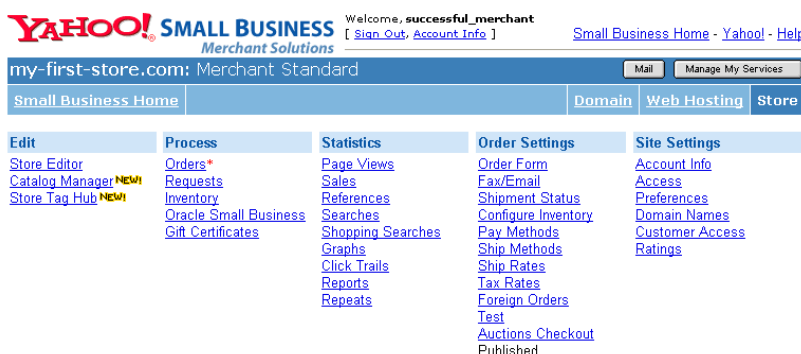 YAHOO! SMALL BUSINESS
Merchant Solutions
Welcome, successful_merchant
[ Sign Out, Account Info ]
Small Business Home - Yahoo! - Help
my-first-store.com: Merchant Standard
Mail
Manage My Services
Small Business Home
Domain
Web Hosting
Store
Edit
Store Editor
Catalog Manager NEW!
Store Tag Hub NEW!
Process
Orders*
Requests
Inventory
Oracle Small Business
Gift Certificates
Statistics
Page Views
Sales
References
Searches
Shopping Searches
Graphs
Click Trails
Reports
Repeats
Order Settings
Order Form
Fax/Email
Shipment Status
Configure Inventory
Pay Methods
Ship Methods
Ship Rates
Tax Rates
Foreign Orders
Test
Auctions Checkout
Published
Site Settings
Account Info
Access
Preferences
Domain Names
Customer Access
Ratings